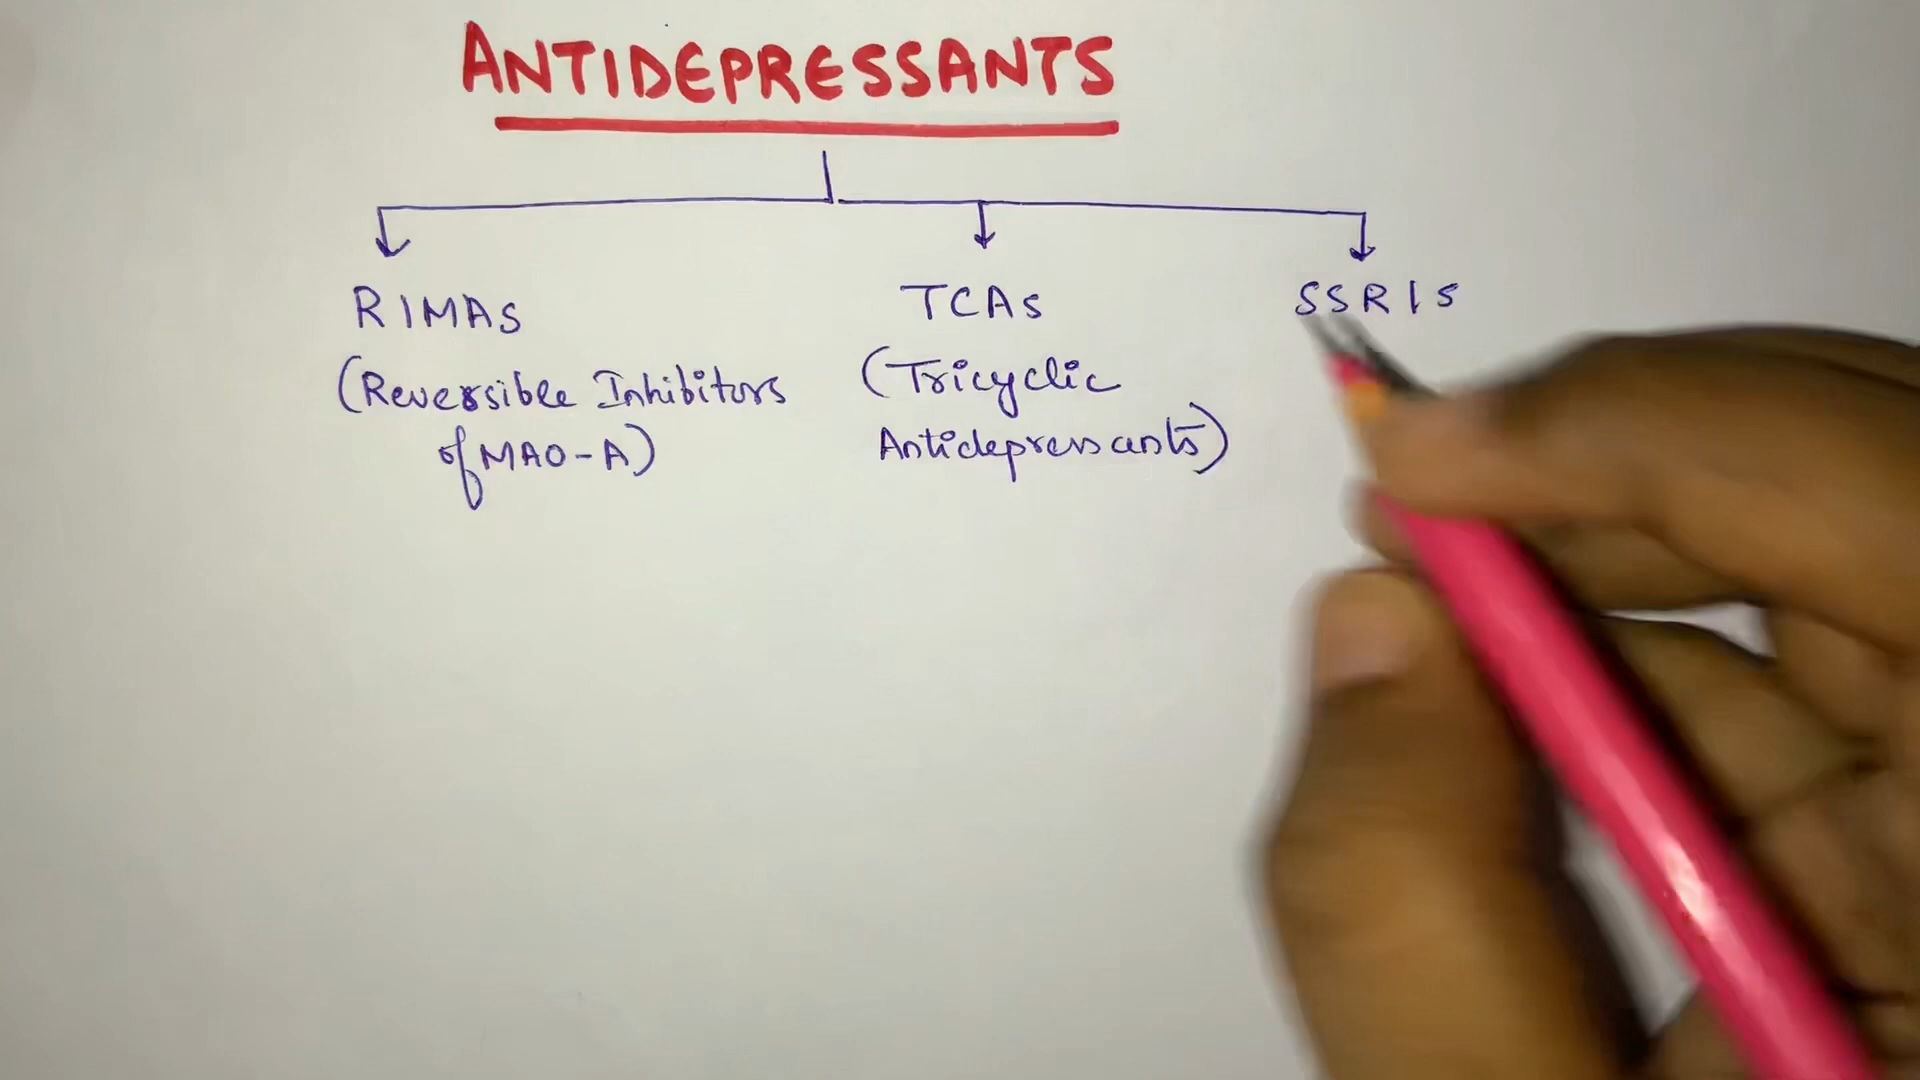 ANTIDEPRESSANTS
RIMAs TCAs SSRIs
(Reversible Inhibitors (Tricyclic
of MAO-A) Antidepressants)